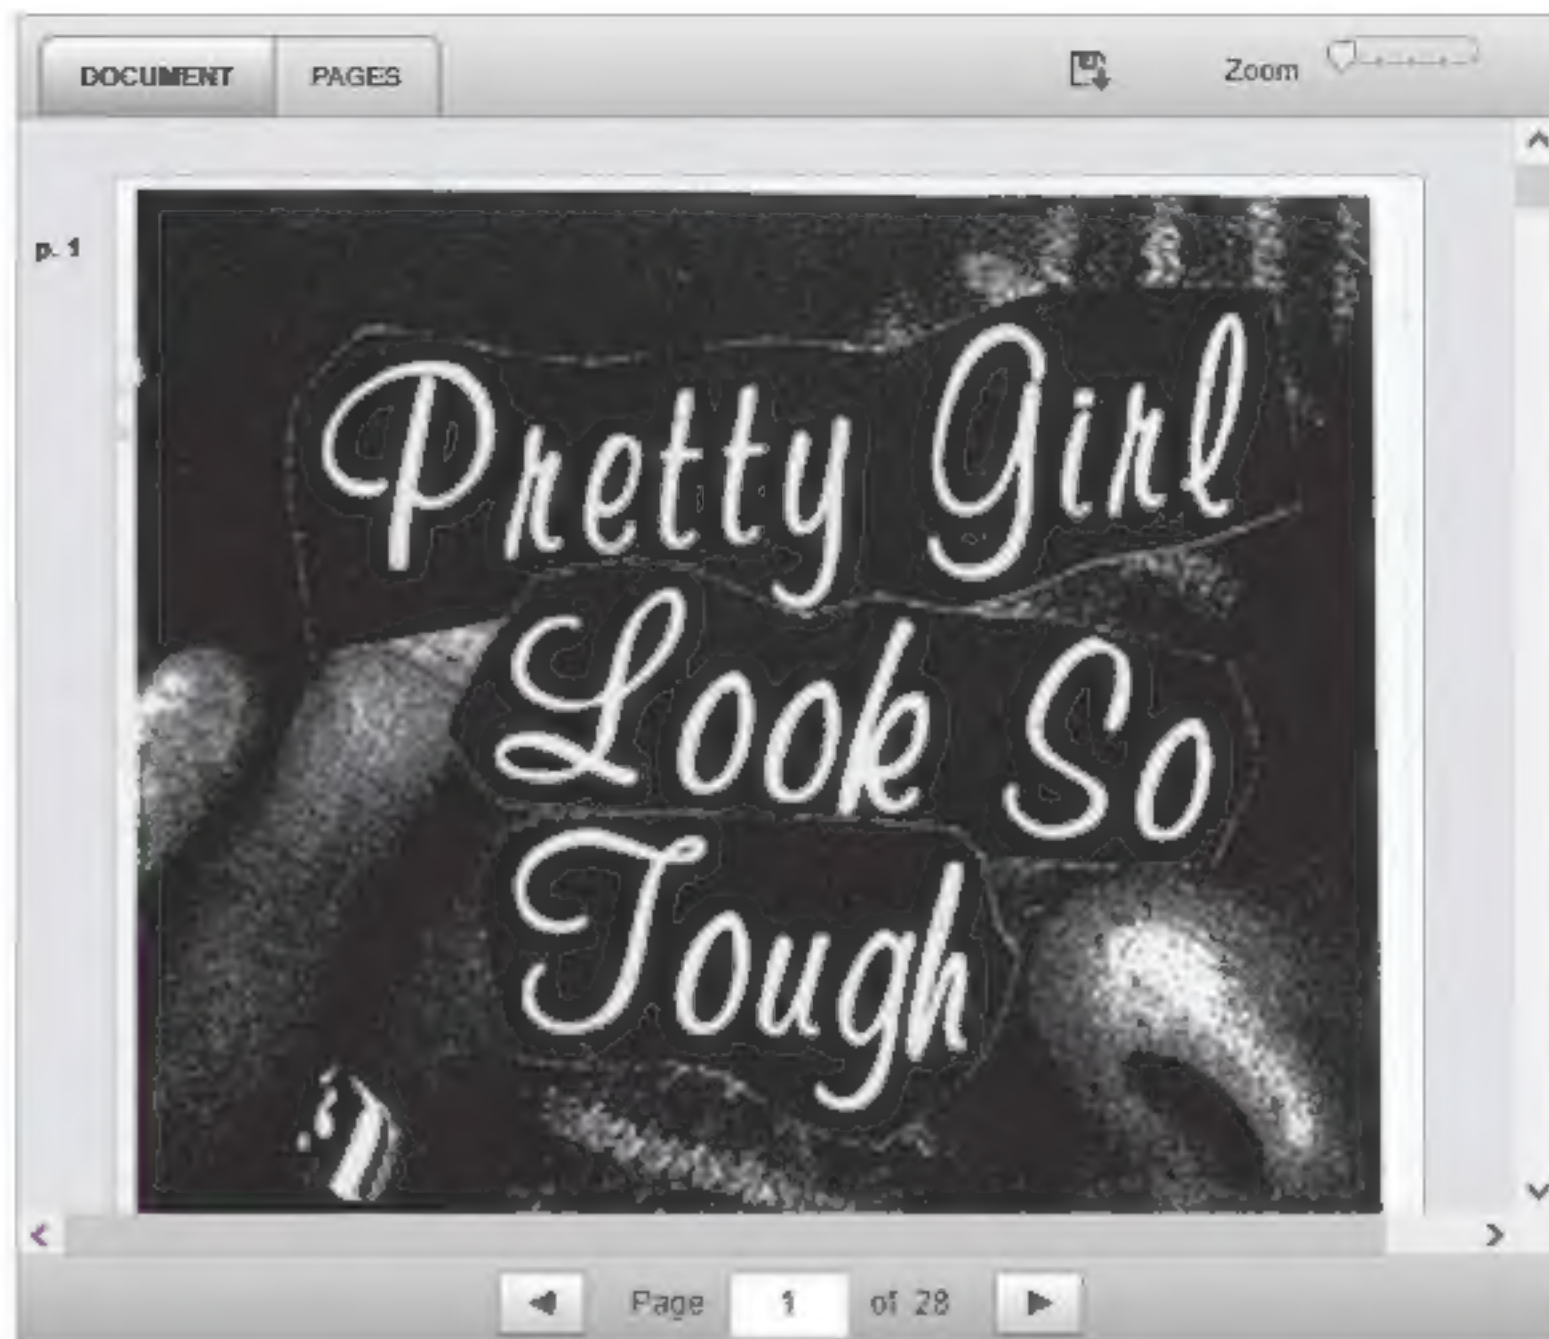 DOCUMENT PAGES Zoom
p. 1
Pretty Girl
Look So
Tough
Page 1 of 28